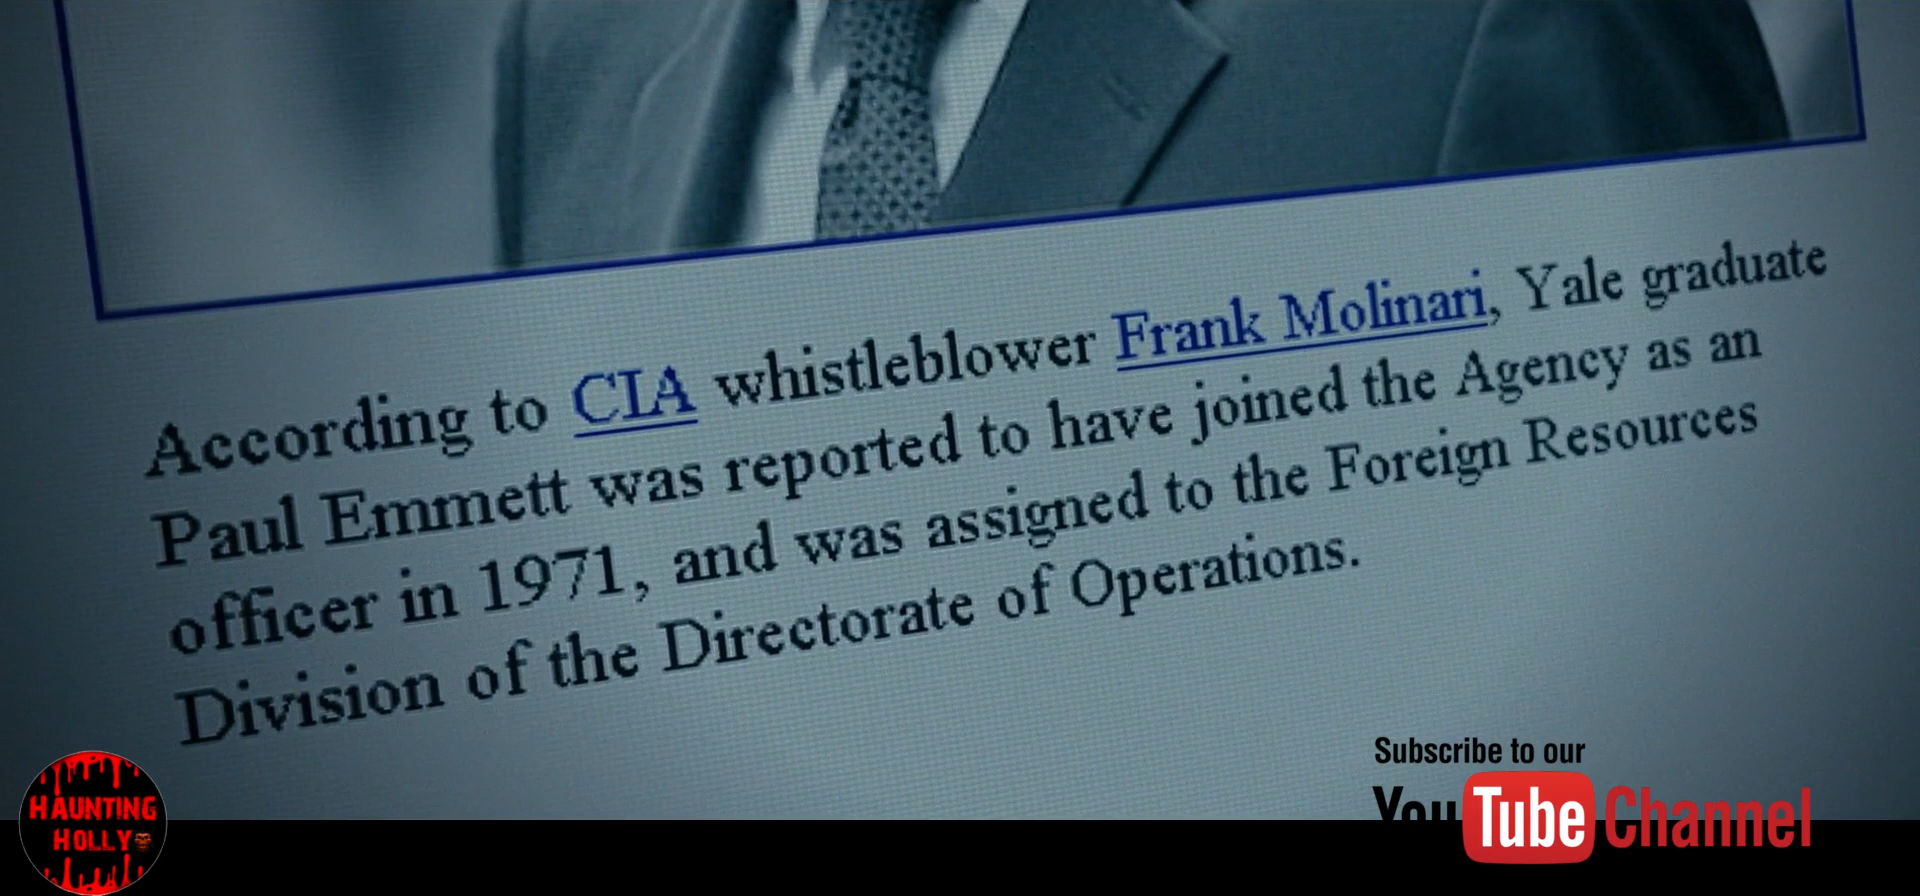 According to CIA whistleblower Frank Molinari, Yale graduate
Paul Emmett was reported to have joined the Agency as an
officer in 1971, and was assigned to the Foreign Resources
Division of the Directorate of Operations.
HAUNTING
HOLLY
Subscribe to our
YouTube Channel